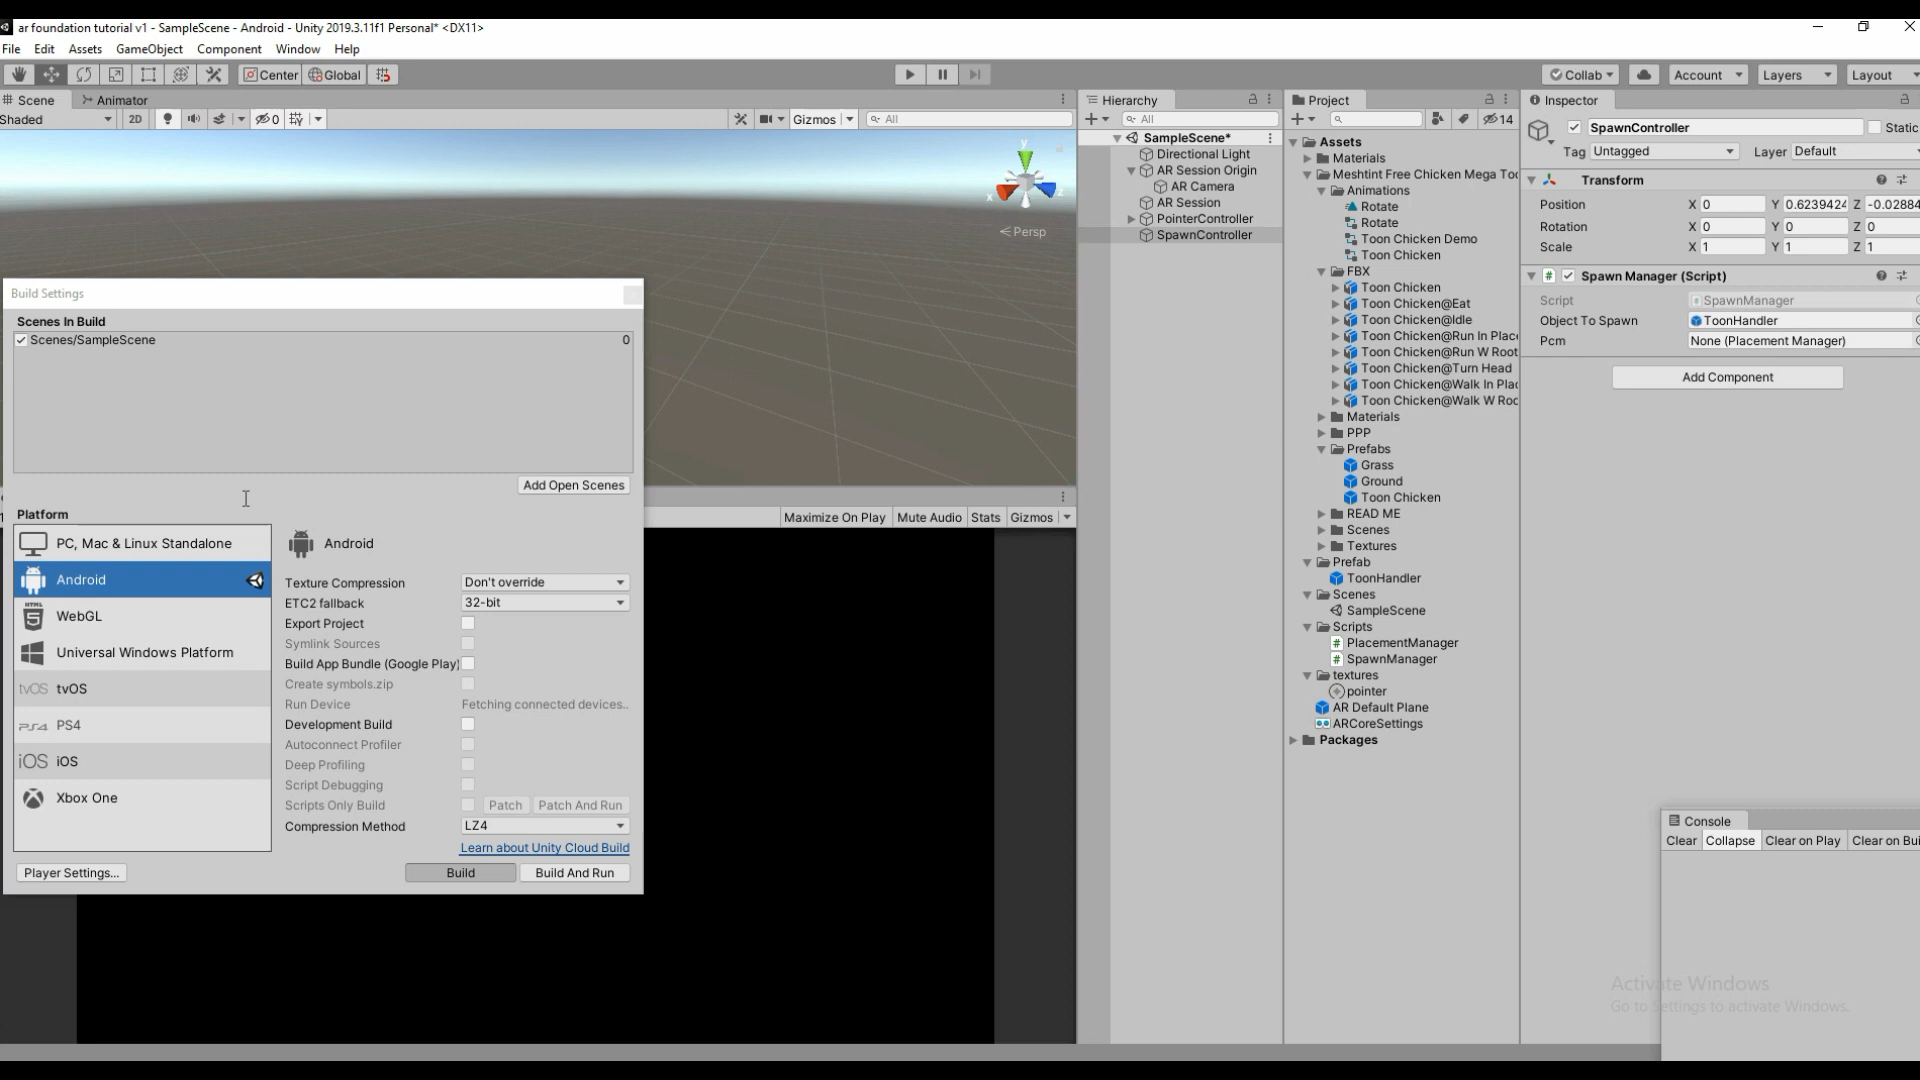 ar foundation tutorial v1 - SampleScene - Android - Unity 2019.3.11f1 Personal* <DX11>
File Edit Assets GameObject Component Window Help
Center Global Collab Account Layers Layout
Scene Animator
Shaded 2D 0 Gizmos All
Persp
Build Settings
Scenes In Build
Scenes/SampleScene 0
Add Open Scenes
Platform
PC, Mac & Linux Standalone
Android
WebGL
Universal Windows Platform
tvOS tvOS
PS4
iOS iOS
Xbox One
Android
Texture Compression Don't override
ETC2 fallback 32-bit
Export Project
Symlink Sources
Build App Bundle (Google Play)
Create symbols.zip
Run Device Fetching connected devices..
Development Build
Autoconnect Profiler
Deep Profiling
Script Debugging
Scripts Only Build Patch Patch And Run
Compression Method LZ4
Learn about Unity Cloud Build
Player Settings... Build Build And Run
Maximize On Play Mute Audio Stats Gizmos
Hierarchy
All
SampleScene*
Directional Light
AR Session Origin
AR Camera
AR Session
PointerController
SpawnController
Project
14
Assets
Materials
Meshtint Free Chicken Mega Too
Animations
Rotate
Rotate
Toon Chicken Demo
Toon Chicken
FBX
Toon Chicken
Toon Chicken@Eat
Toon Chicken@Idle
Toon Chicken@Run In Place
Toon Chicken@Run W Root
Toon Chicken@Turn Head
Toon Chicken@Walk In Plac
Toon Chicken@Walk W Roo
Materials
PPP
Prefabs
Grass
Ground
Toon Chicken
READ ME
Scenes
Textures
Prefab
ToonHandler
Scenes
SampleScene
Scripts
PlacementManager
SpawnManager
textures
pointer
AR Default Plane
ARCoreSettings
Packages
Inspector
SpawnController Static
Tag Untagged Layer Default
Transform
Position X 0 Y 0.6239424 Z -0.02884
Rotation X 0 Y 0 Z 0
Scale X 1 Y 1 Z 1
Spawn Manager (Script)
Script SpawnManager
Object To Spawn ToonHandler
Pcm None (Placement Manager)
Add Component
Console
Clear Collapse Clear on Play Clear on Bui
Activate Windows
Go to Settings to activate Windows.